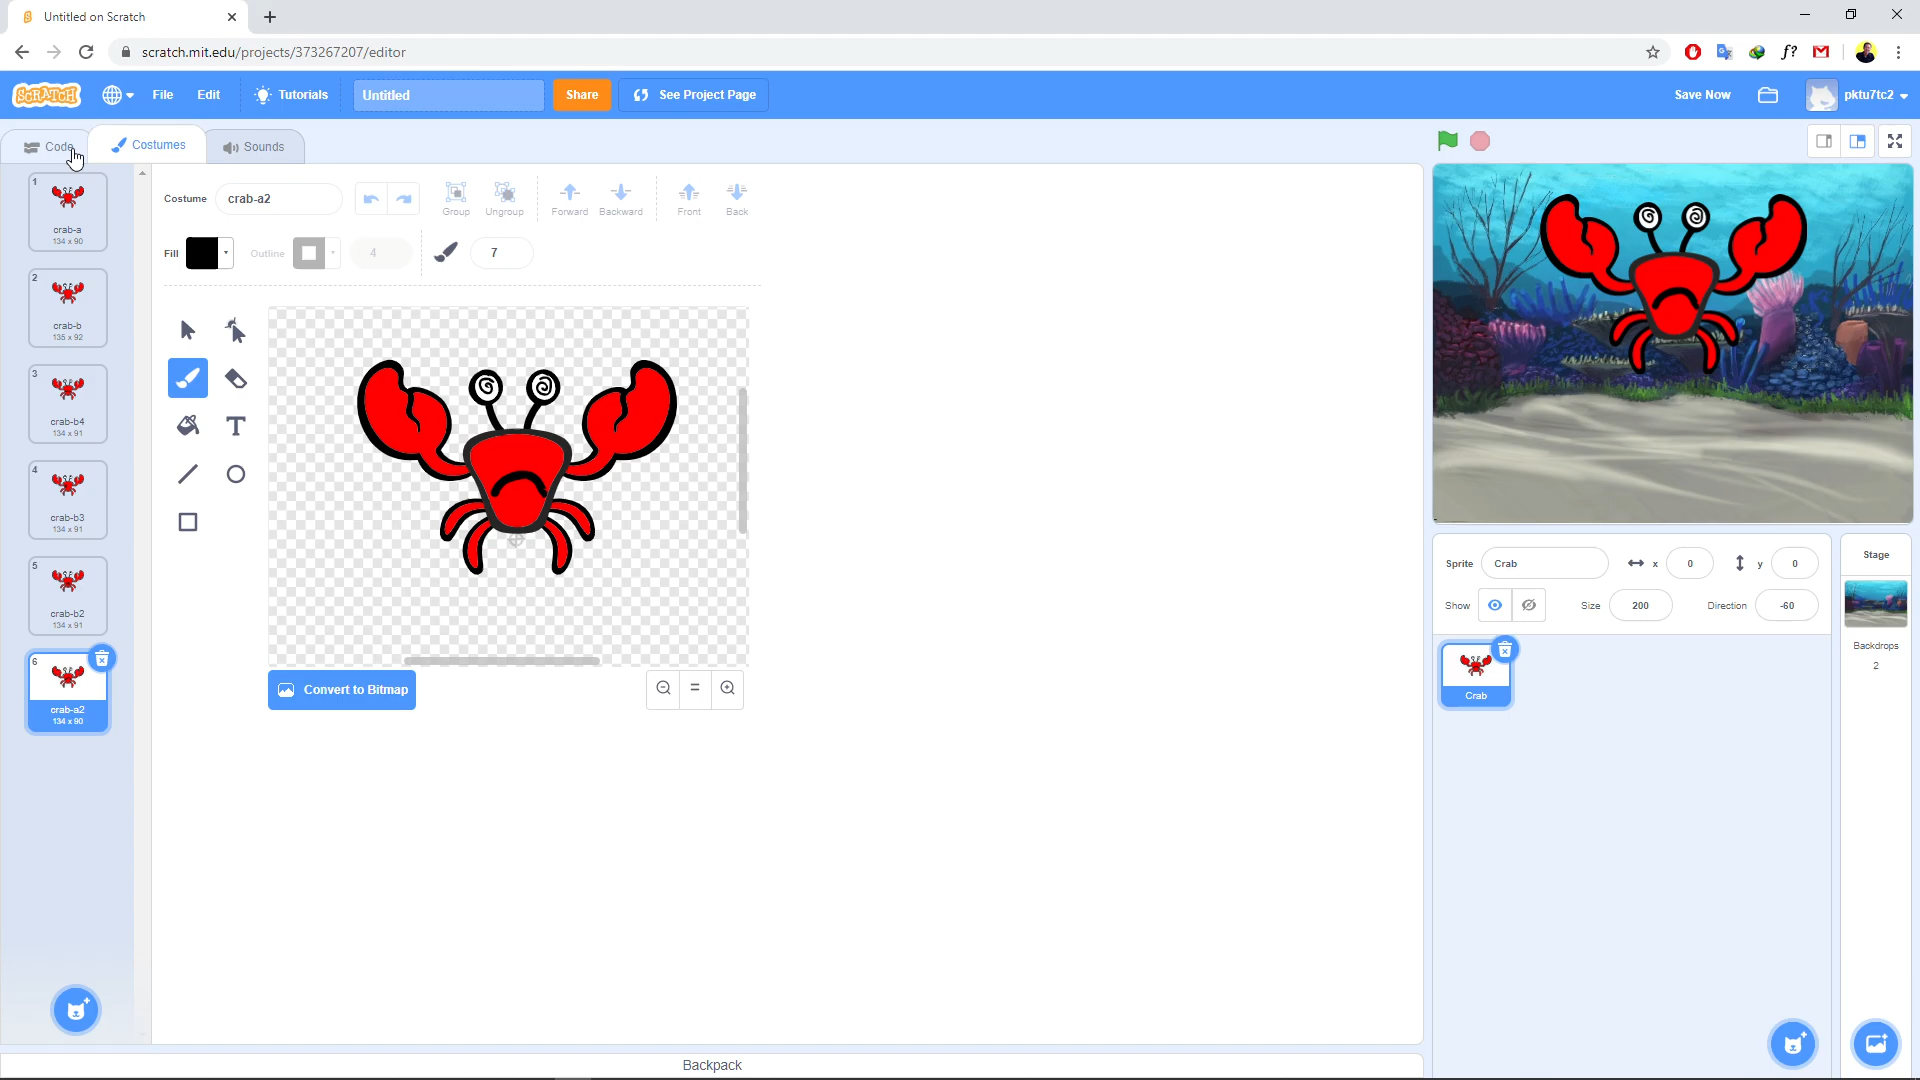 Untitled on Scratch
scratch.mit.edu/projects/373267207/editor
f?
SCRATCH
File
Edit
Tutorials
Untitled
Share
See Project Page
Save Now
pktu7tc2
Code
Costumes
Sounds
1
crab-a
134 x 90
2
crab-b
135 x 92
3
crab-b4
134 x 91
4
crab-b3
134 x 91
5
crab-b2
134 x 91
6
crab-a2
134 x 90
Costume
crab-a2
Group
Ungroup
Forward
Backward
Front
Back
Fill
Outline
4
7
T
Convert to Bitmap
Sprite
Crab
x
0
y
0
Show
Size
200
Direction
-60
Crab
Stage
Backdrops
2
Backpack